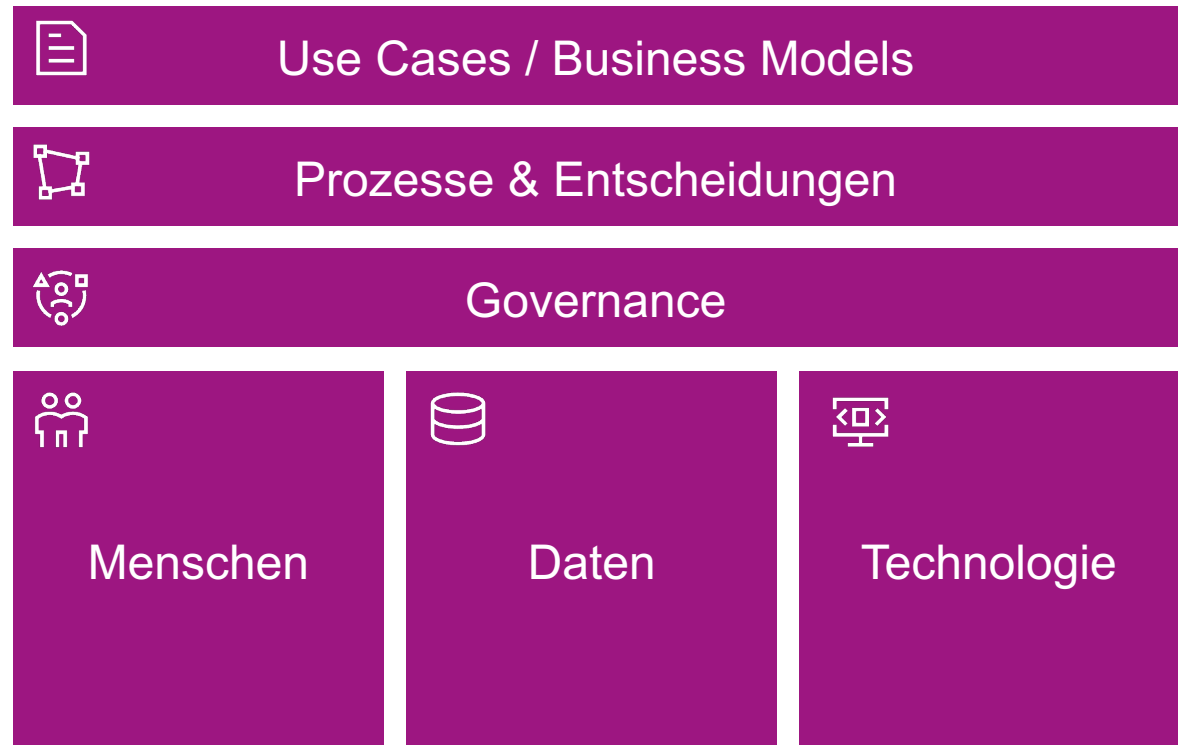 Use Cases / Business Models
Prozesse & Entscheidungen
Governance
Menschen
Daten
Technologie